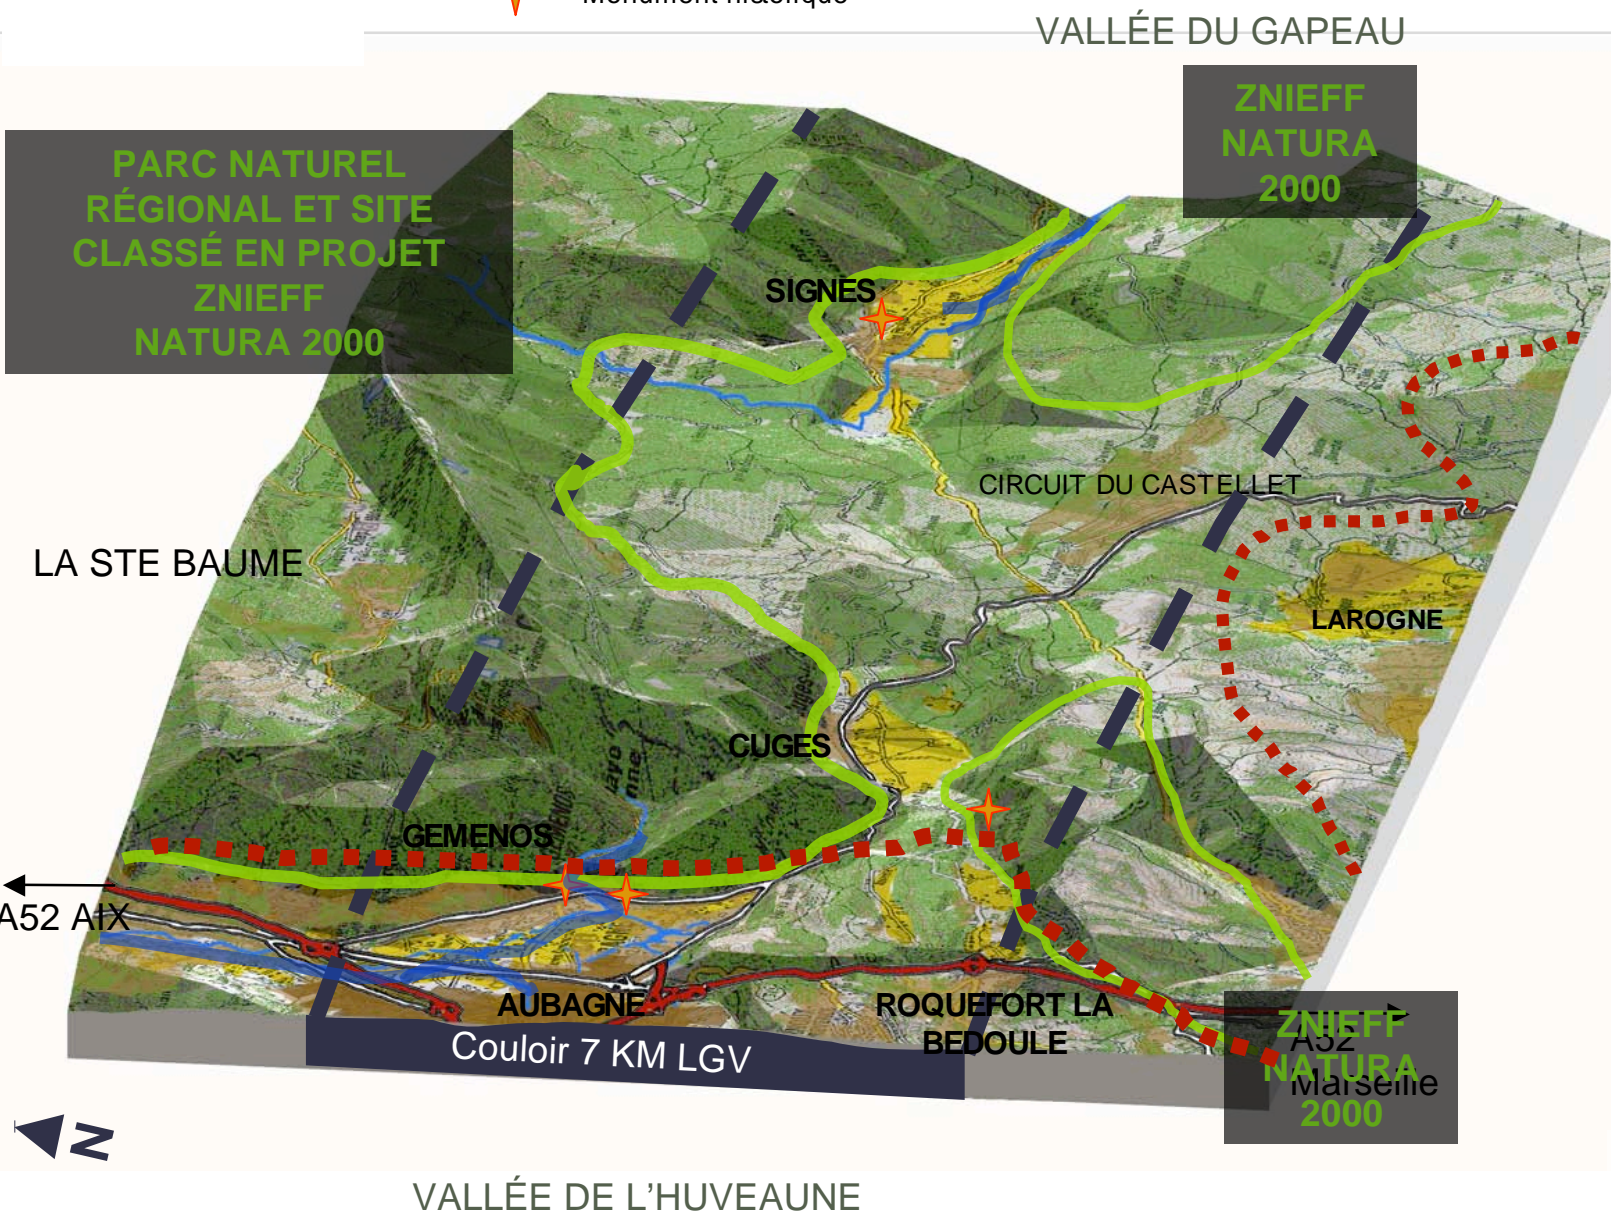 Monument historique
VALLÉE DU GAPEAU
ZNIEFF
NATURA
2000
PARC NATUREL
RÉGIONAL ET SITE
CLASSÉ EN PROJET
ZNIEFF
NATURA 2000
SIGNES
CIRCUIT DU CASTELLET
LA STE BAUME
LAROGNE
CUGES
GEMENOS
A52 AIX
AUBAGNE
ROQUEFORT LA
BEDOULE
Couloir 7 KM LGV
ZNIEFF
NATURA
2000
A52
Marseille
N
VALLÉE DE L’HUVEAUNE